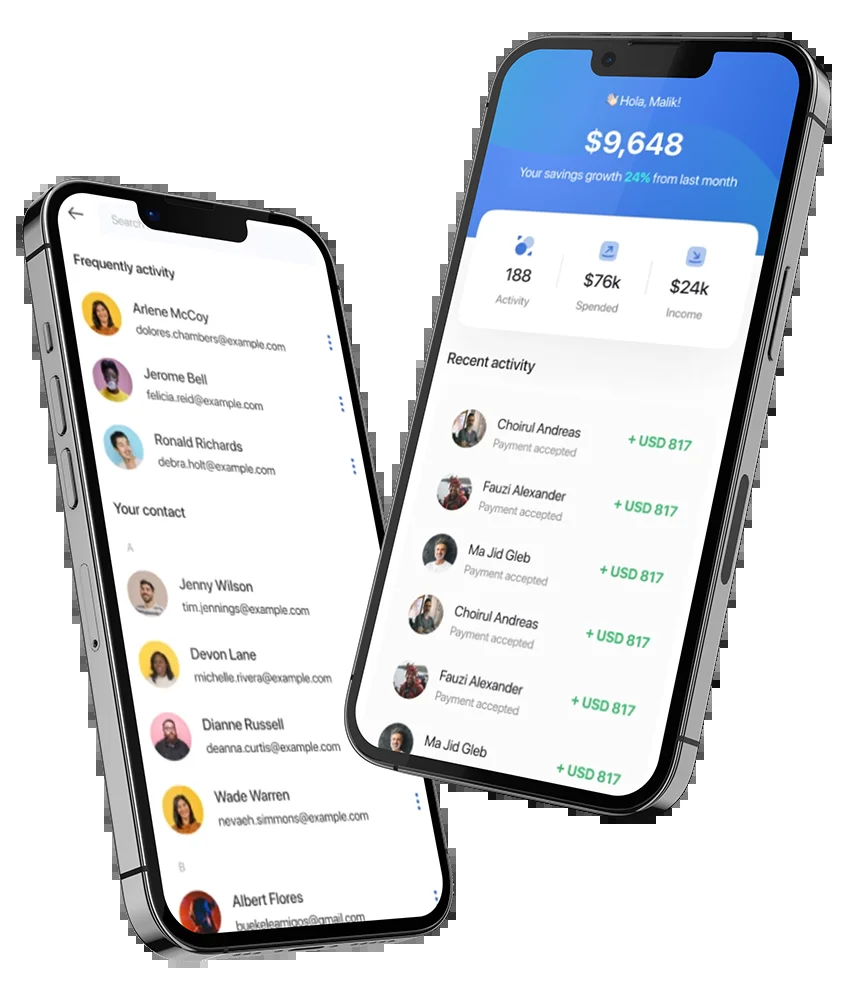 Search
Frequently activity
Arlene McCoy
dolores.chambers@example.com
Jerome Bell
felicia.reid@example.com
Ronald Richards
debra.holt@example.com
Your contact
A
Jenny Wilson
tim.jennings@example.com
Devon Lane
michelle.rivera@example.com
Dianne Russell
deanna.curtis@example.com
Wade Warren
nevaeh.simmons@example.com
B
Albert Flores
buekeleamigos@gmail.com
👋🏻 Hola, Malik!
$9,648
Your savings growth 24% from last month
188
Activity
$76k
Spended
$24k
Income
Recent activity
Choirul Andreas
Payment accepted
+ USD 817
Fauzi Alexander
Payment accepted
+ USD 817
Ma Jid Gleb
Payment accepted
+ USD 817
Choirul Andreas
Payment accepted
+ USD 817
Fauzi Alexander
Payment accepted
+ USD 817
Ma Jid Gleb
+ USD 817